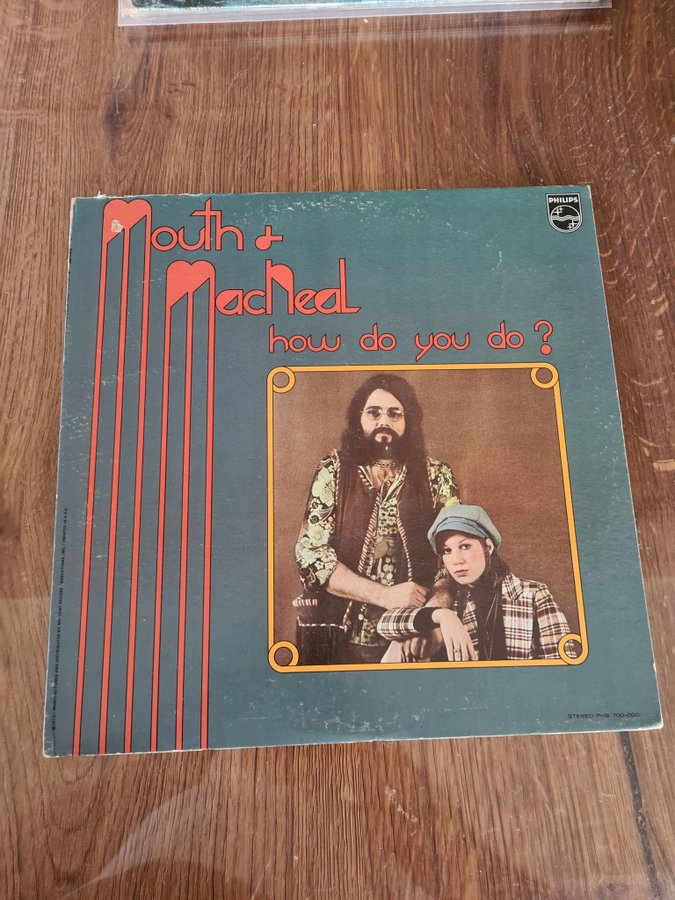 Mouth &
MacNeal
how do you do?
PHILIPS
STEREO PHS 700,000